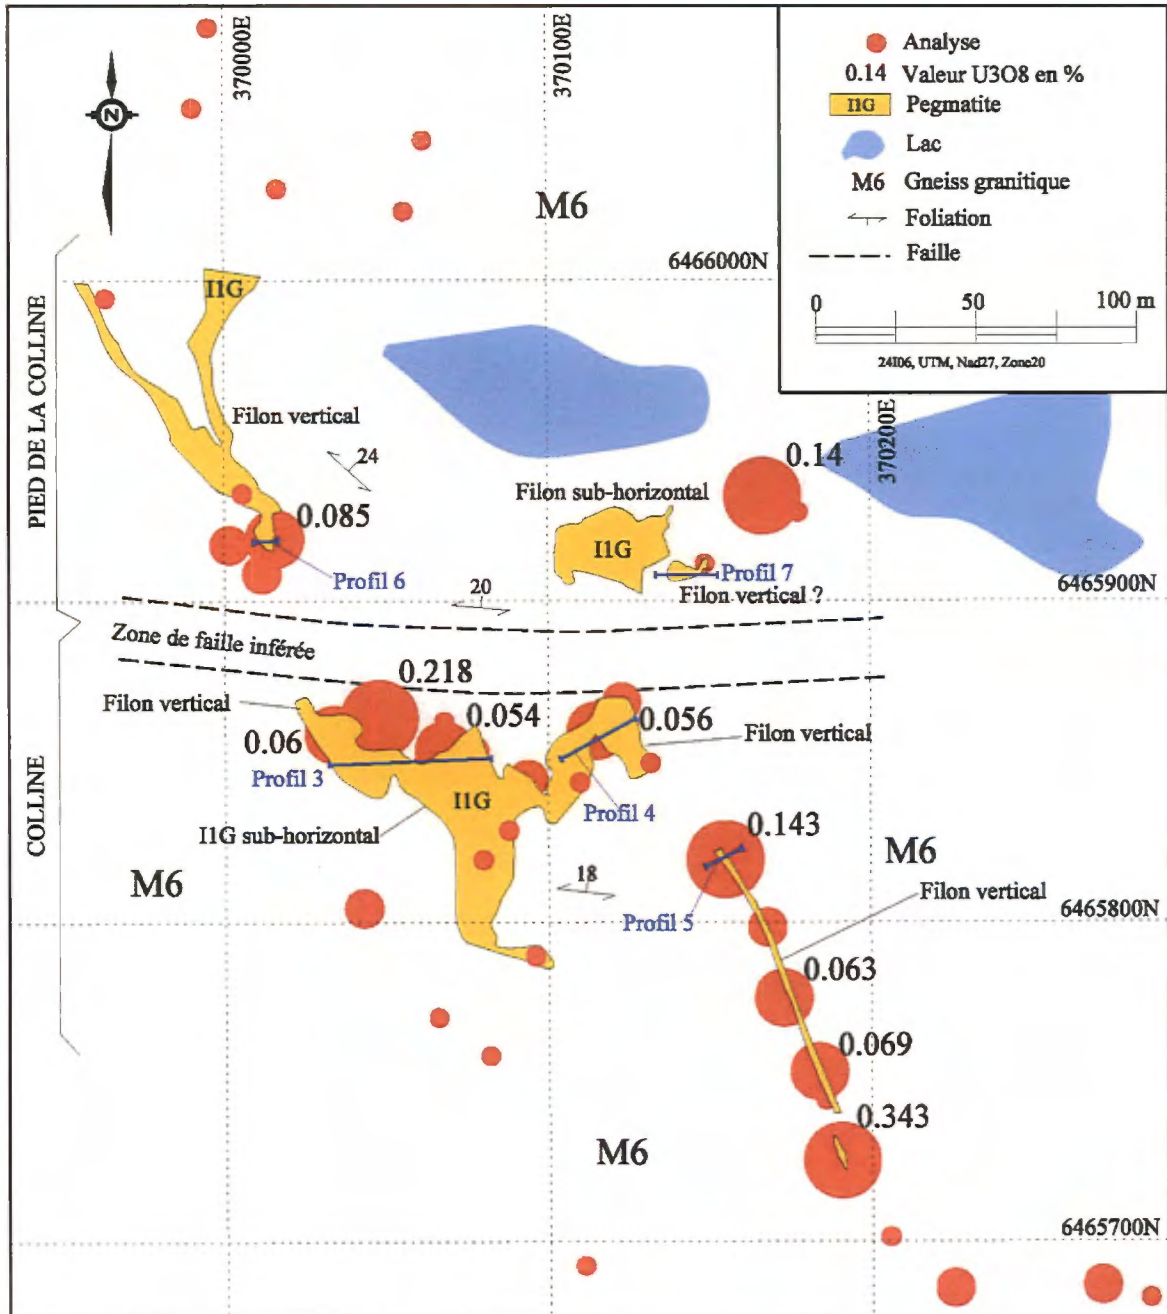 370000E
370100E
Analyse
0.14 Valeur U3O8 en %
I1G Pegmatite
Lac
M6 Gneiss granitique
Foliation
Faille
0 50 100 m
24I06, UTM, Nad27, Zone20
N
M6
6466000N
I1G
PIED DE LA COLLINE
Filon vertical
24
370200E
0.14
Filon sub-horizontal
0.085
I1G
Profil 6
Profil 7
6465900N
20
Filon vertical ?
Zone de faille inférée
0.218
Filon vertical
0.054
0.056
0.06
Filon vertical
Profil 3
I1G
Profil 4
COLLINE
I1G sub-horizontal
0.143
M6
M6
18
Filon vertical
Profil 5
6465800N
0.063
0.069
0.343
M6
6465700N